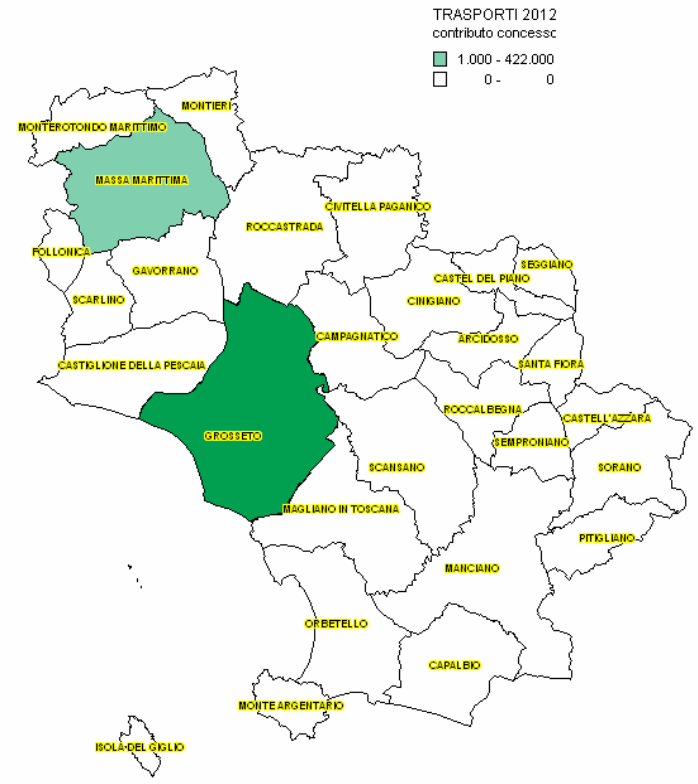 TRASPORTI 2012
contributo concessc
1.000 - 422.000
0 - 0
MONTIERI
MONTEROTONDO MARITTIMO
MASSA MARITTIMA
CIVITELLA PAGANICO
ROCCASTRADA
FOLLONICA
GAVORRANO
SEGGIANO
CASTEL DEL PIANO
SCARLINO
CINIGIANO
CAMPAGNATICO
ARCIDOSSO
CASTIGLIONE DELLA PESCAIA
SANTA FIORA
ROCCALBEGNA
CASTELL'AZZARA
GROSSETO
SEMPRONIANO
SCANSANO
SORANO
MAGLIANO IN TOSCANA
PITIGLIANO
MANCIANO
ORBETELLO
CAPALBIO
MONTE ARGENTARIO
ISOLA DEL GIGLIO